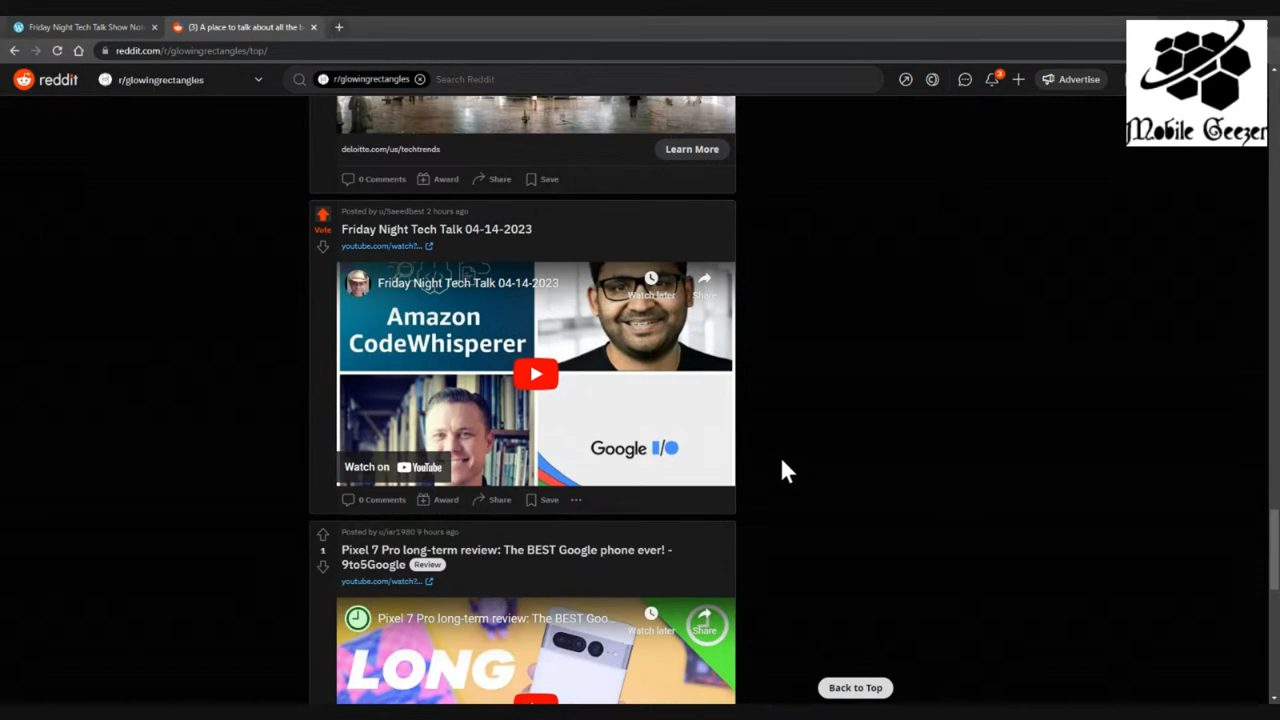 Friday Night Tech Talk Show Not
(3) A place to talk about all the b
reddit.com/r/glowingrectangles/top/
reddit
r/glowingrectangles
r/glowingrectangles
Search Reddit
3
Advertise
Mobile Geezer
deloitte.com/us/techtrends
Learn More
0 Comments
Award
Share
Save
Posted by u/Saeedbest 2 hours ago
Vote
Friday Night Tech Talk 04-14-2023
youtube.com/watch?...
Friday Night Tech Talk 04-14-2023
Watch later
Share
Amazon
CodeWhisperer
Google I/O
Watch on YouTube
0 Comments
Award
Share
Save
Posted by u/iar1980 9 hours ago
1
Pixel 7 Pro long-term review: The BEST Google phone ever! -
9to5Google Review
youtube.com/watch?...
Pixel 7 Pro long-term review: The BEST Goo...
Watch later
Share
LONG
Back to Top